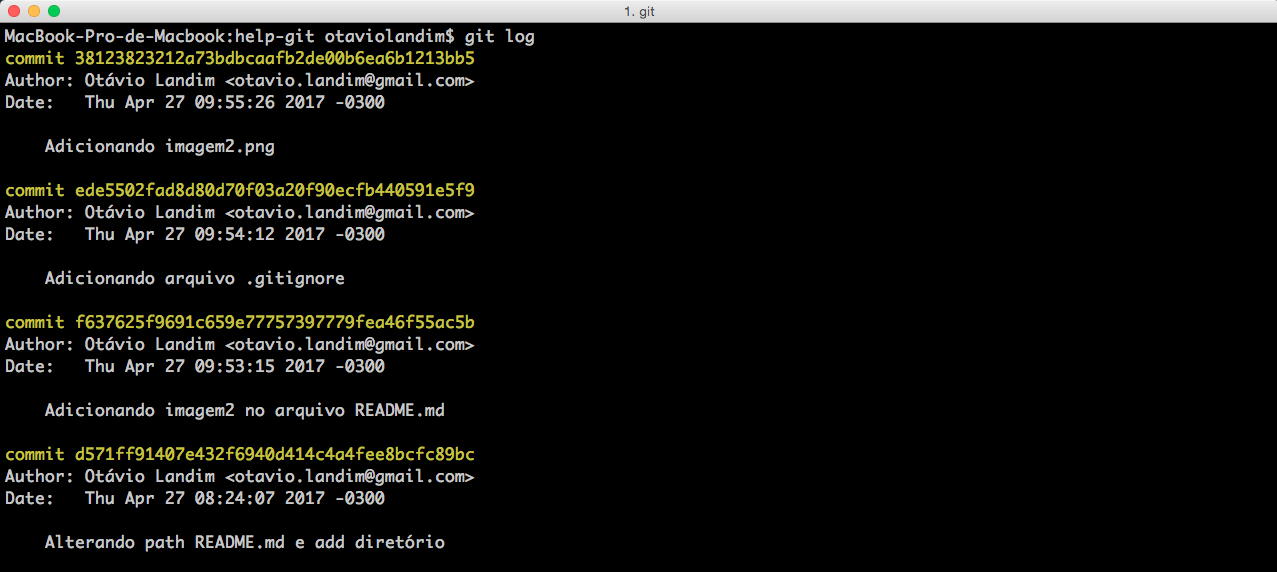 1. git
MacBook-Pro-de-Macbook:help-git otaviolandim$ git log
commit 38123823212a73bdbcaafb2de00b6ea6b1213bb5
Author: Otávio Landim <otavio.landim@gmail.com>
Date:   Thu Apr 27 09:55:26 2017 -0300
    Adicionando imagem2.png
commit ede5502fad8d80d70f03a20f90ecfb440591e5f9
Author: Otávio Landim <otavio.landim@gmail.com>
Date:   Thu Apr 27 09:54:12 2017 -0300
    Adicionando arquivo .gitignore
commit f637625f9691c659e77757397779fea46f55ac5b
Author: Otávio Landim <otavio.landim@gmail.com>
Date:   Thu Apr 27 09:53:15 2017 -0300
    Adicionando imagem2 no arquivo README.md
commit d571ff91407e432f6940d414c4a4fee8bcfc89bc
Author: Otávio Landim <otavio.landim@gmail.com>
Date:   Thu Apr 27 08:24:07 2017 -0300
    Alterando path README.md e add diretório